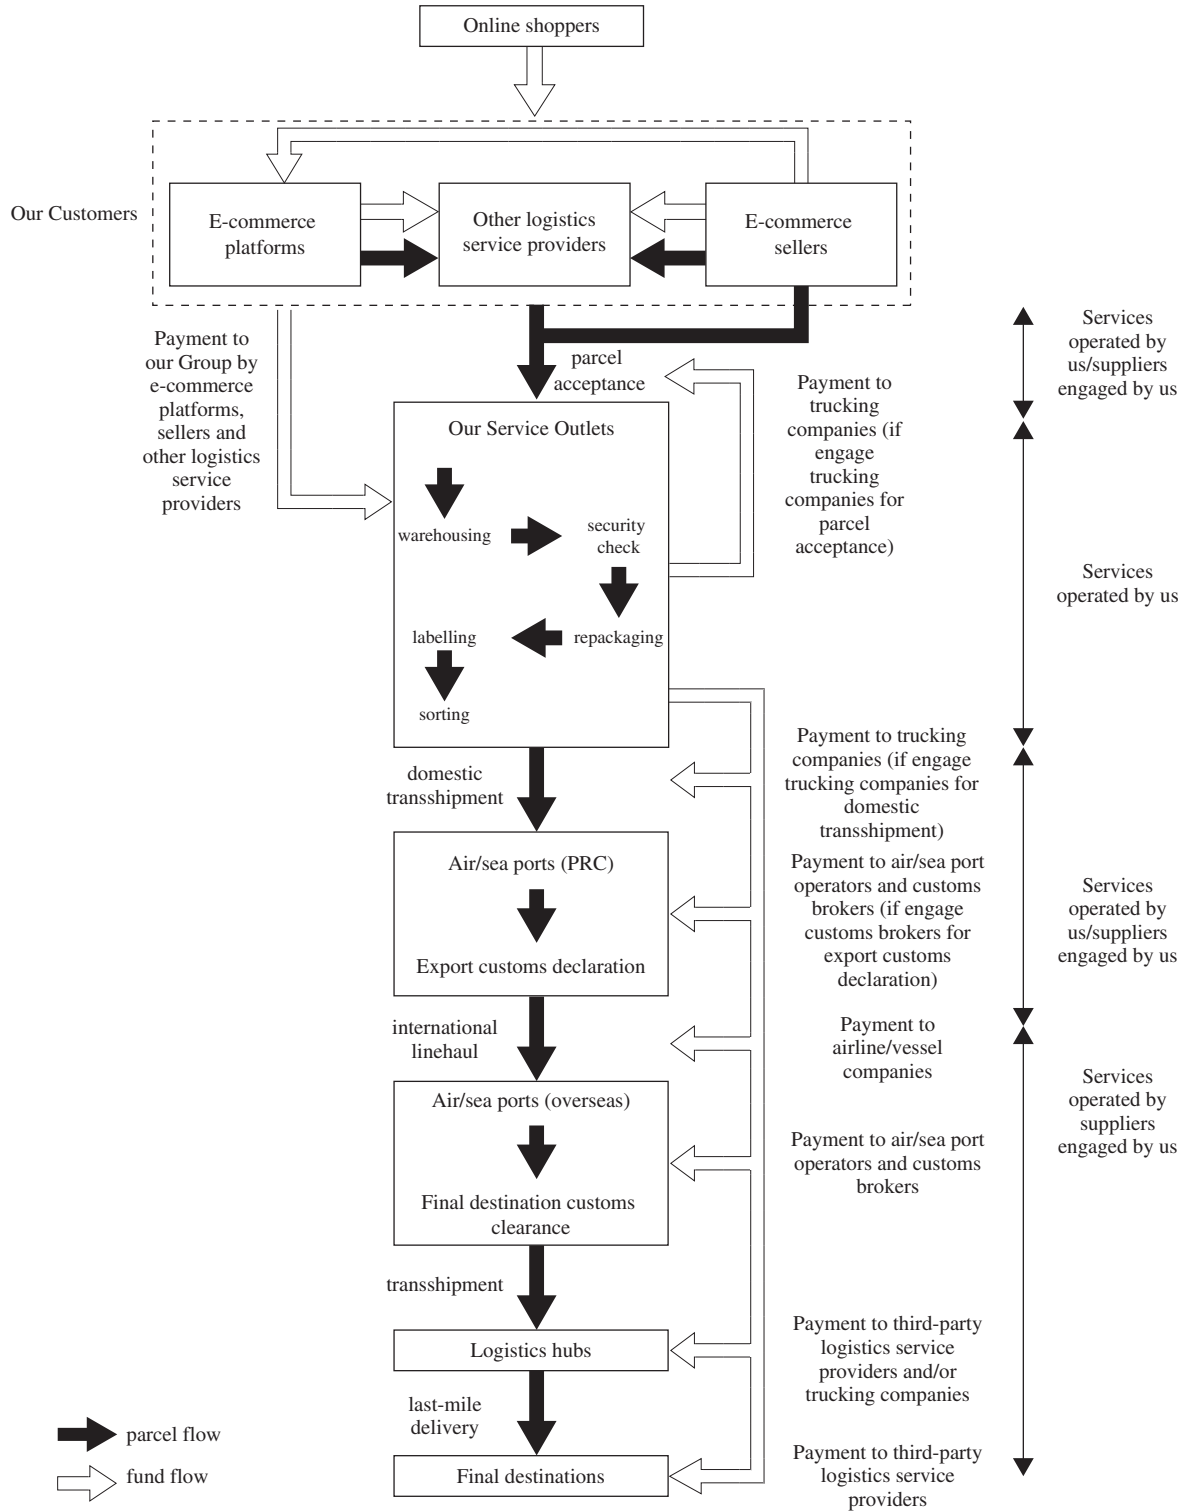 Online shoppers
Our Customers
E-commerce
platforms
Other logistics
service providers
E-commerce
sellers
Payment to
our Group by
e-commerce
platforms,
sellers and
other logistics
service
providers
parcel
acceptance
Payment to
trucking
companies (if
engage
trucking
companies for
parcel
acceptance)
Services
operated by
us/suppliers
engaged by us
Our Service Outlets
warehousing
security
check
repackaging
labelling
sorting
Services
operated by us
domestic
transshipment
Payment to trucking
companies (if engage
trucking companies for
domestic
transshipment)
Air/sea ports (PRC)
Export customs declaration
Payment to air/sea port
operators and customs
brokers (if engage
customs brokers for
export customs
declaration)
Services
operated by
us/suppliers
engaged by us
international
linehaul
Payment to
airline/vessel
companies
Air/sea ports (overseas)
Final destination customs
clearance
Payment to air/sea port
operators and customs
brokers
Services
operated by
suppliers
engaged by us
transshipment
Logistics hubs
Payment to third-party
logistics service
providers and/or
trucking companies
last-mile
delivery
Final destinations
Payment to third-party
logistics service
providers
parcel flow
fund flow